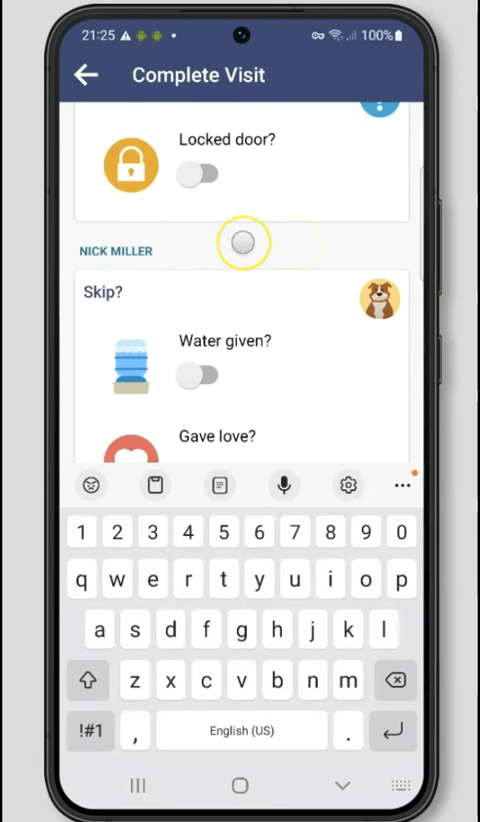 21:25
100%
Complete Visit
Locked door?
NICK MILLER
Skip?
Water given?
Gave love?
1 2 3 4 5 6 7 8 9 0
q w e r t y u i o p
a s d f g h j k l
z x c v b n m
!#1 , English (US) .